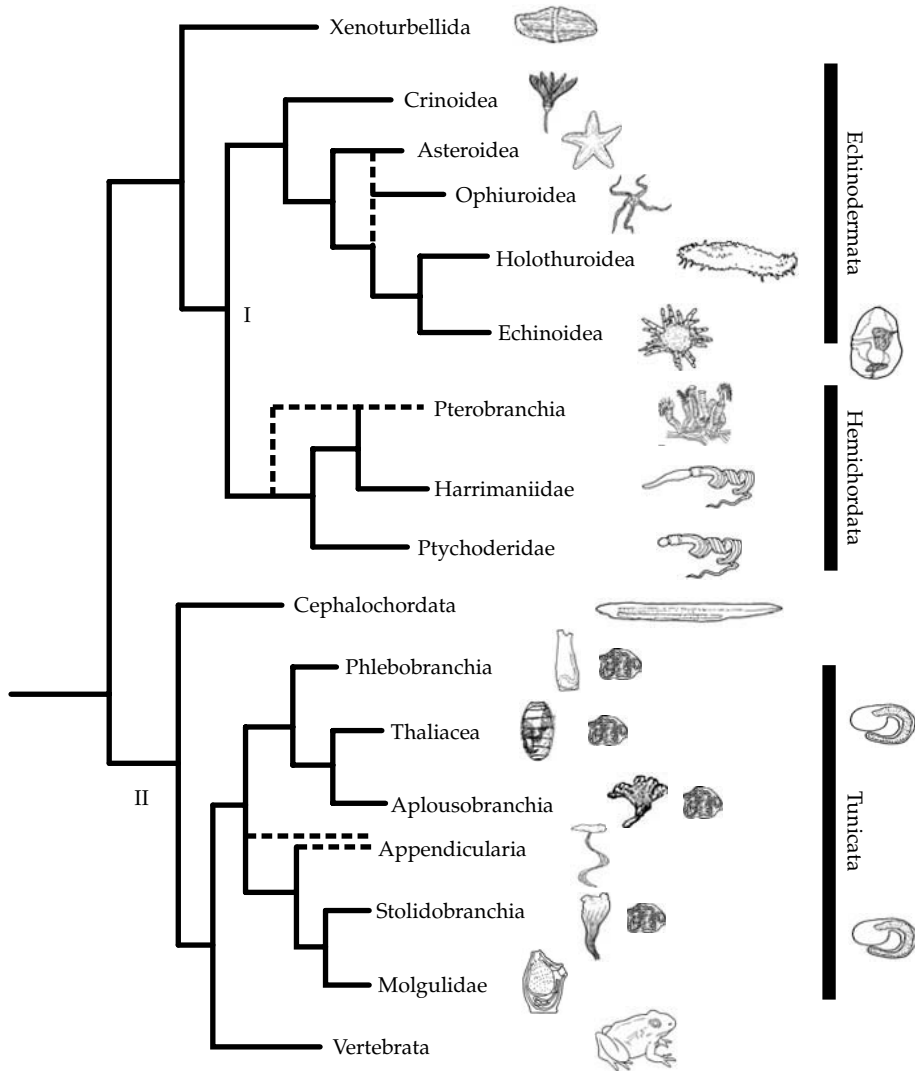 Xenoturbellida
Crinoidea
Asteroidea
Ophiuroidea
Holothuroidea
Echinoidea
Echinodermata
I
Pterobranchia
Harrimaniidae
Ptychoderidae
Hemichordata
Cephalochordata
Phlebobranchia
Thaliacea
II
Aplousobranchia
Appendicularia
Stolidobranchia
Molgulidae
Tunicata
Vertebrata